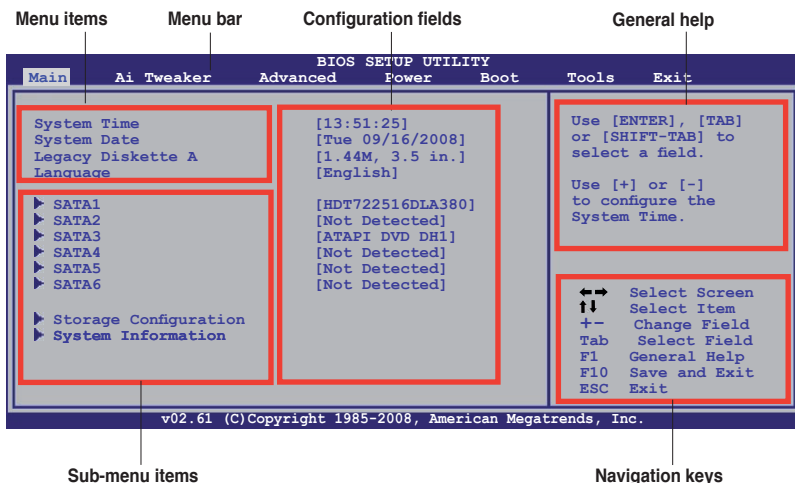 Menu items Menu bar Configuration fields General help
BIOS SETUP UTILITY
Main Ai Tweaker Advanced Power Boot Tools Exit
System Time [13:51:25]
System Date [Tue 09/16/2008]
Legacy Diskette A [1.44M, 3.5 in.]
Language [English]
SATA1 [HDT722516DLA380]
SATA2 [Not Detected]
SATA3 [ATAPI DVD DH1]
SATA4 [Not Detected]
SATA5 [Not Detected]
SATA6 [Not Detected]
Storage Configuration
System Information
Use [ENTER], [TAB]
or [SHIFT-TAB] to
select a field.
Use [+] or [-]
to configure the
System Time.
←→ Select Screen
↑↓ Select Item
+- Change Field
Tab Select Field
F1 General Help
F10 Save and Exit
ESC Exit
v02.61 (C)Copyright 1985-2008, American Megatrends, Inc.
Sub-menu items Navigation keys